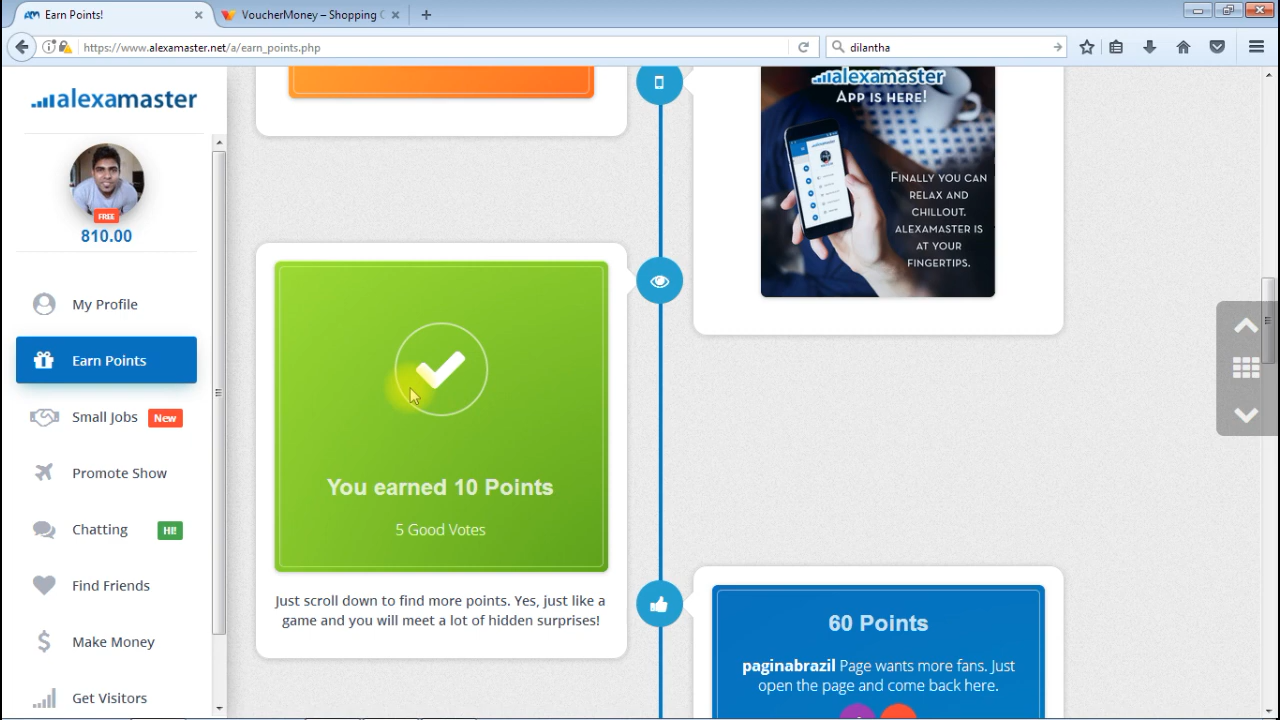 Earn Points!
VoucherMoney – Shopping
https://www.alexamaster.net/a/earn_points.php
dilantha
alexamaster
FREE
810.00
My Profile
Earn Points
Small Jobs New
Promote Show
Chatting HI!
Find Friends
Make Money
Get Visitors
You earned 10 Points
5 Good Votes
Just scroll down to find more points. Yes, just like a
game and you will meet a lot of hidden surprises!
alexamaster
APP IS HERE!
FINALLY YOU CAN
RELAX AND
CHILLOUT.
ALEXAMASTER IS
AT YOUR
FINGERTIPS.
60 Points
paginabrazil Page wants more fans. Just
open the page and come back here.